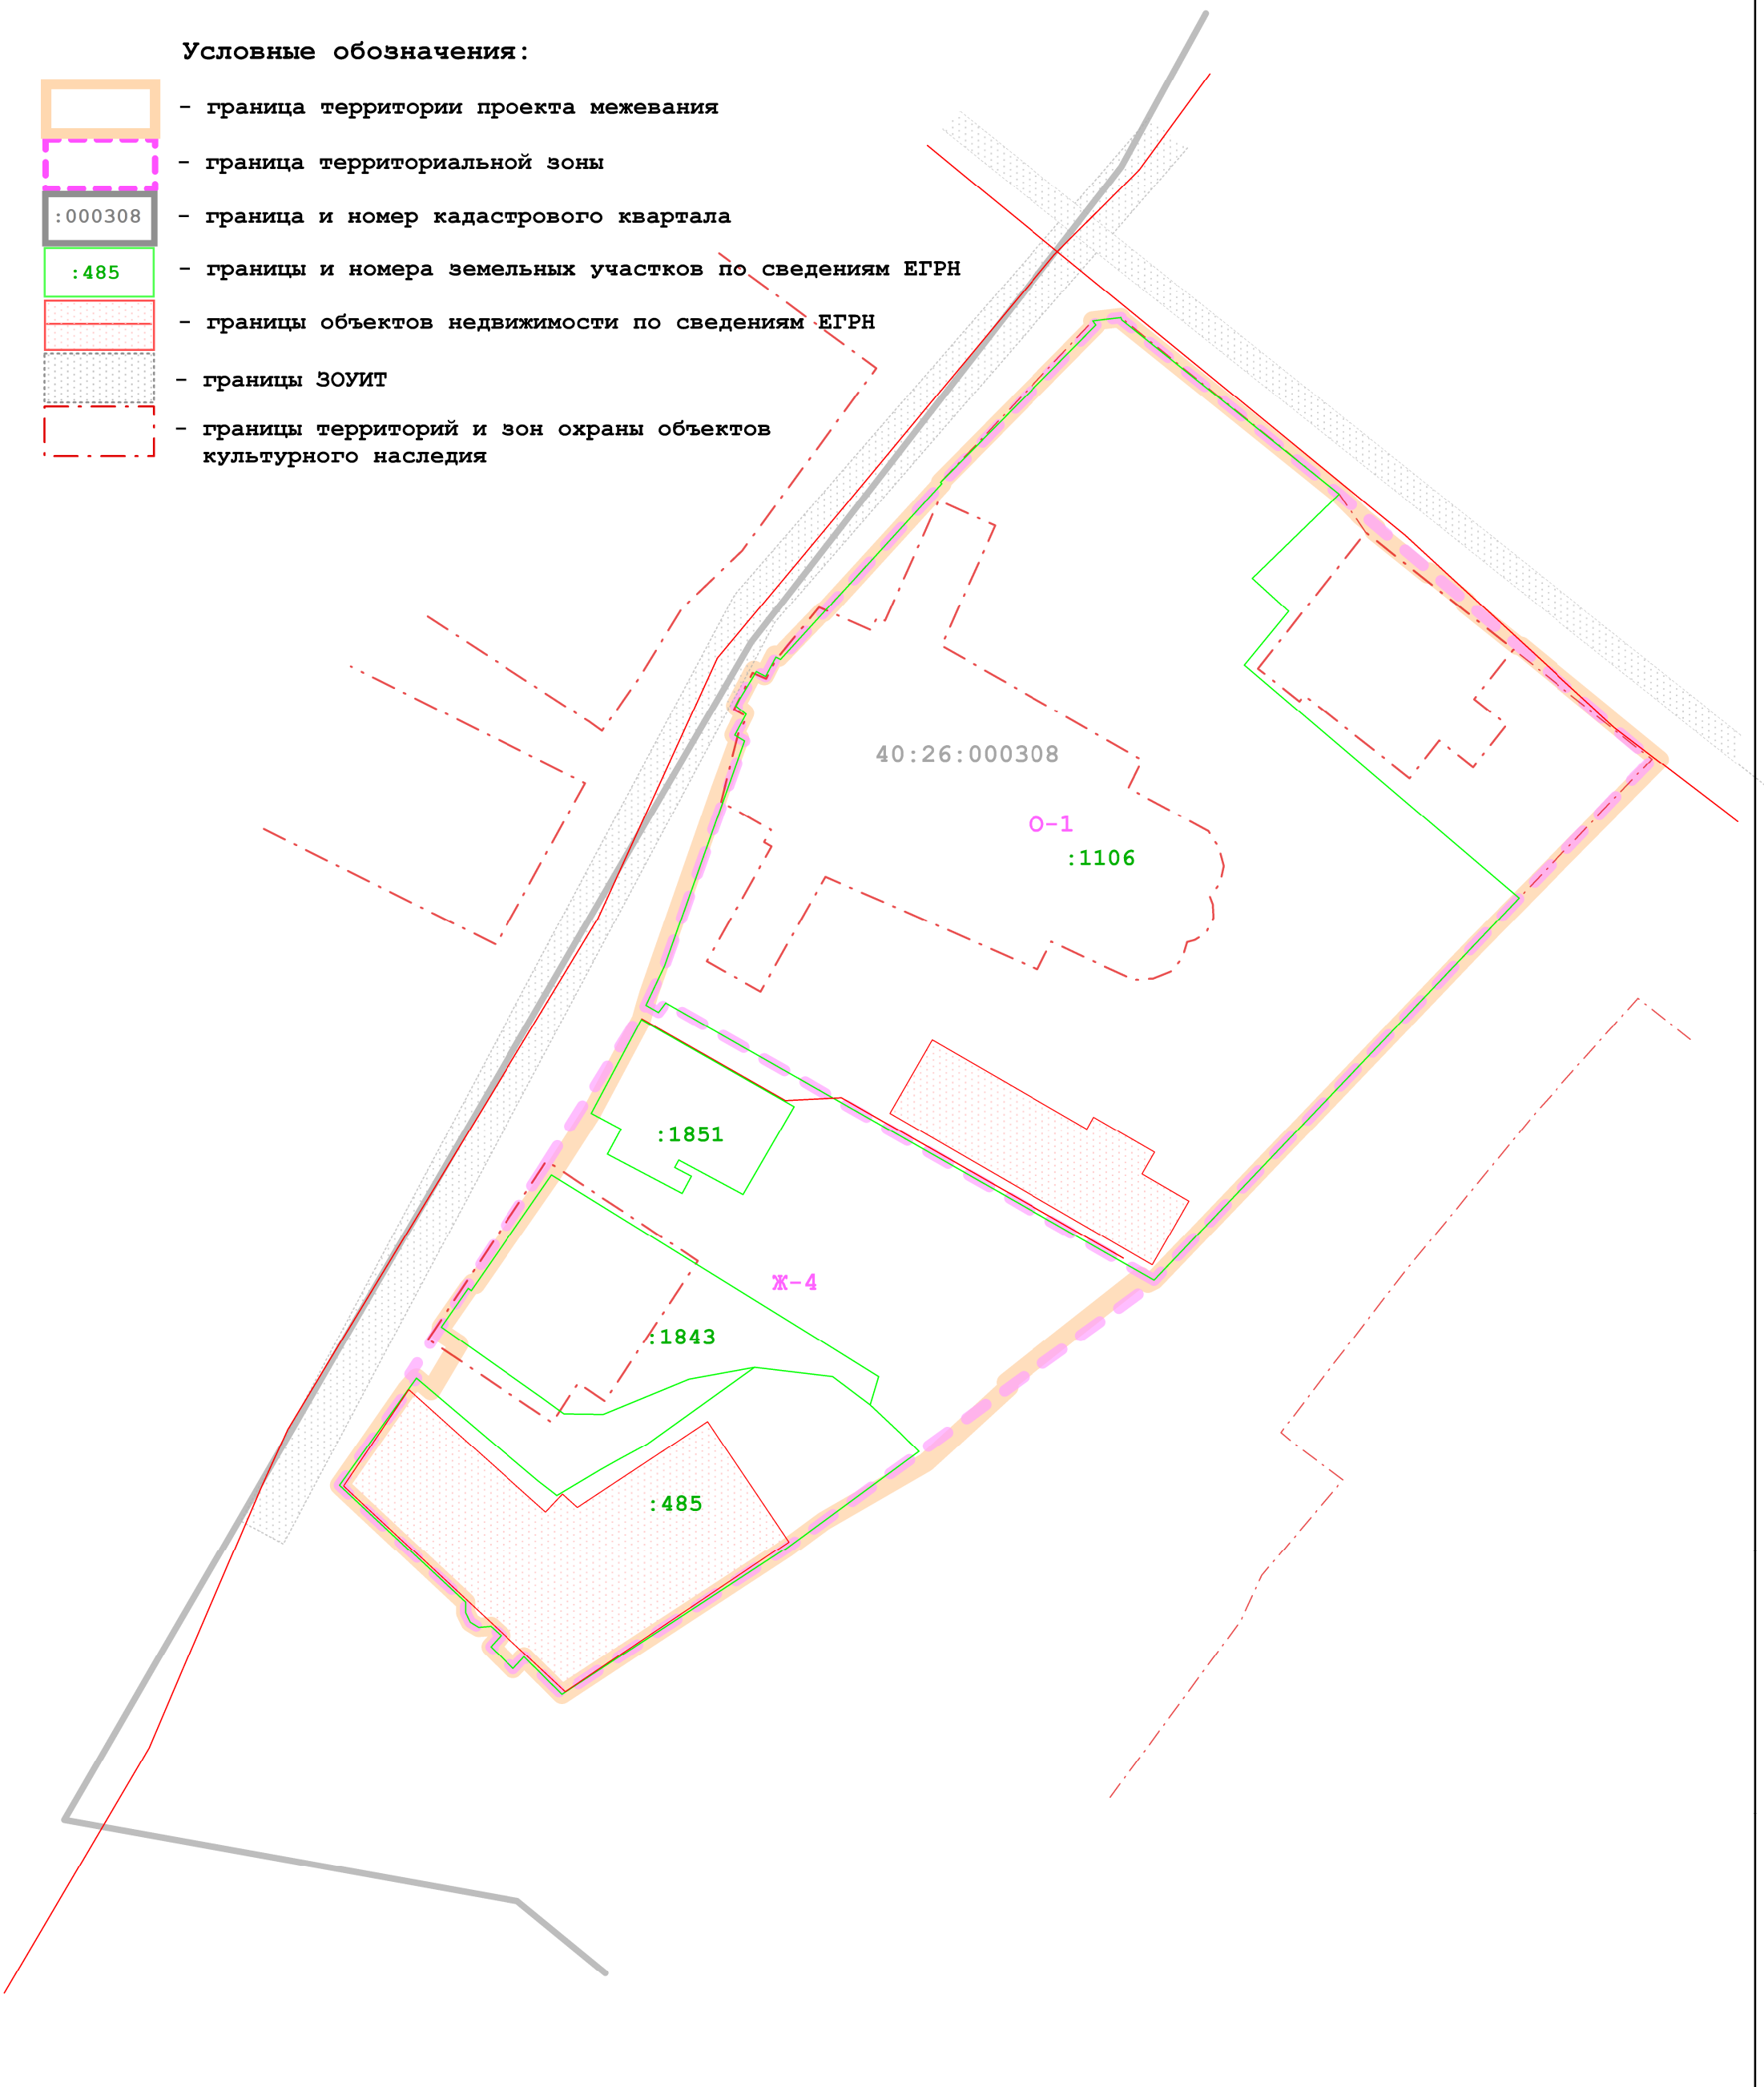 Условные обозначения:
- граница территории проекта межевания
- граница территориальной зоны
:000308 - граница и номер кадастрового квартала
:485 - границы и номера земельных участков по сведениям ЕГРН
- границы объектов недвижимости по сведениям ЕГРН
- границы ЗОУИТ
- границы территорий и зон охраны объектов
культурного наследия
40:26:000308
О-1
:1106
:1851
Ж-4
:1843
:485